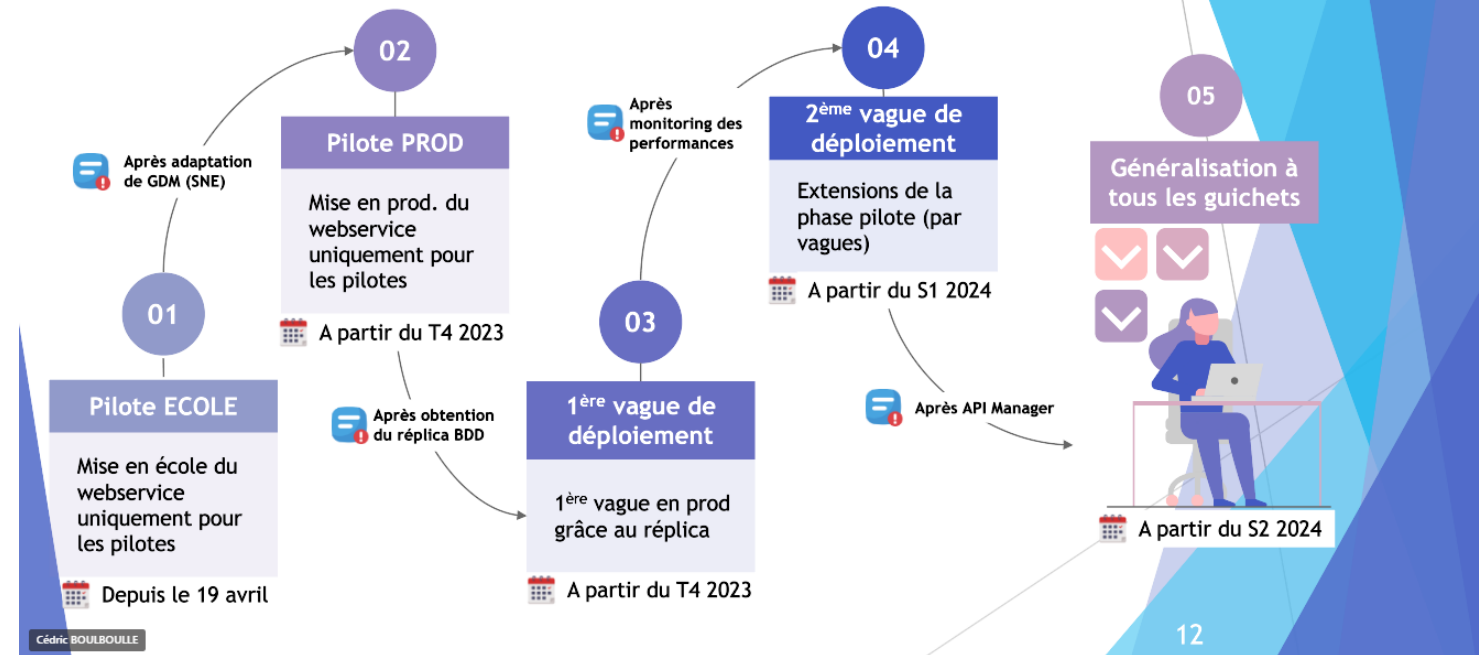 01
Pilote ECOLE
Mise en école du
webservice
uniquement pour
les pilotes
Depuis le 19 avril
Après adaptation
de GDM (SNE)
02
Pilote PROD
Mise en prod. du
webservice
uniquement pour
les pilotes
A partir du T4 2023
Après obtention
du réplica BDD
03
1ère vague de
déploiement
1ère vague en prod
grâce au réplica
A partir du T4 2023
Après
monitoring des
performances
04
2ème vague de
déploiement
Extensions de la
phase pilote (par
vagues)
A partir du S1 2024
Après API Manager
05
Généralisation à
tous les guichets
A partir du S2 2024
12
Cédric BOULBOULLE